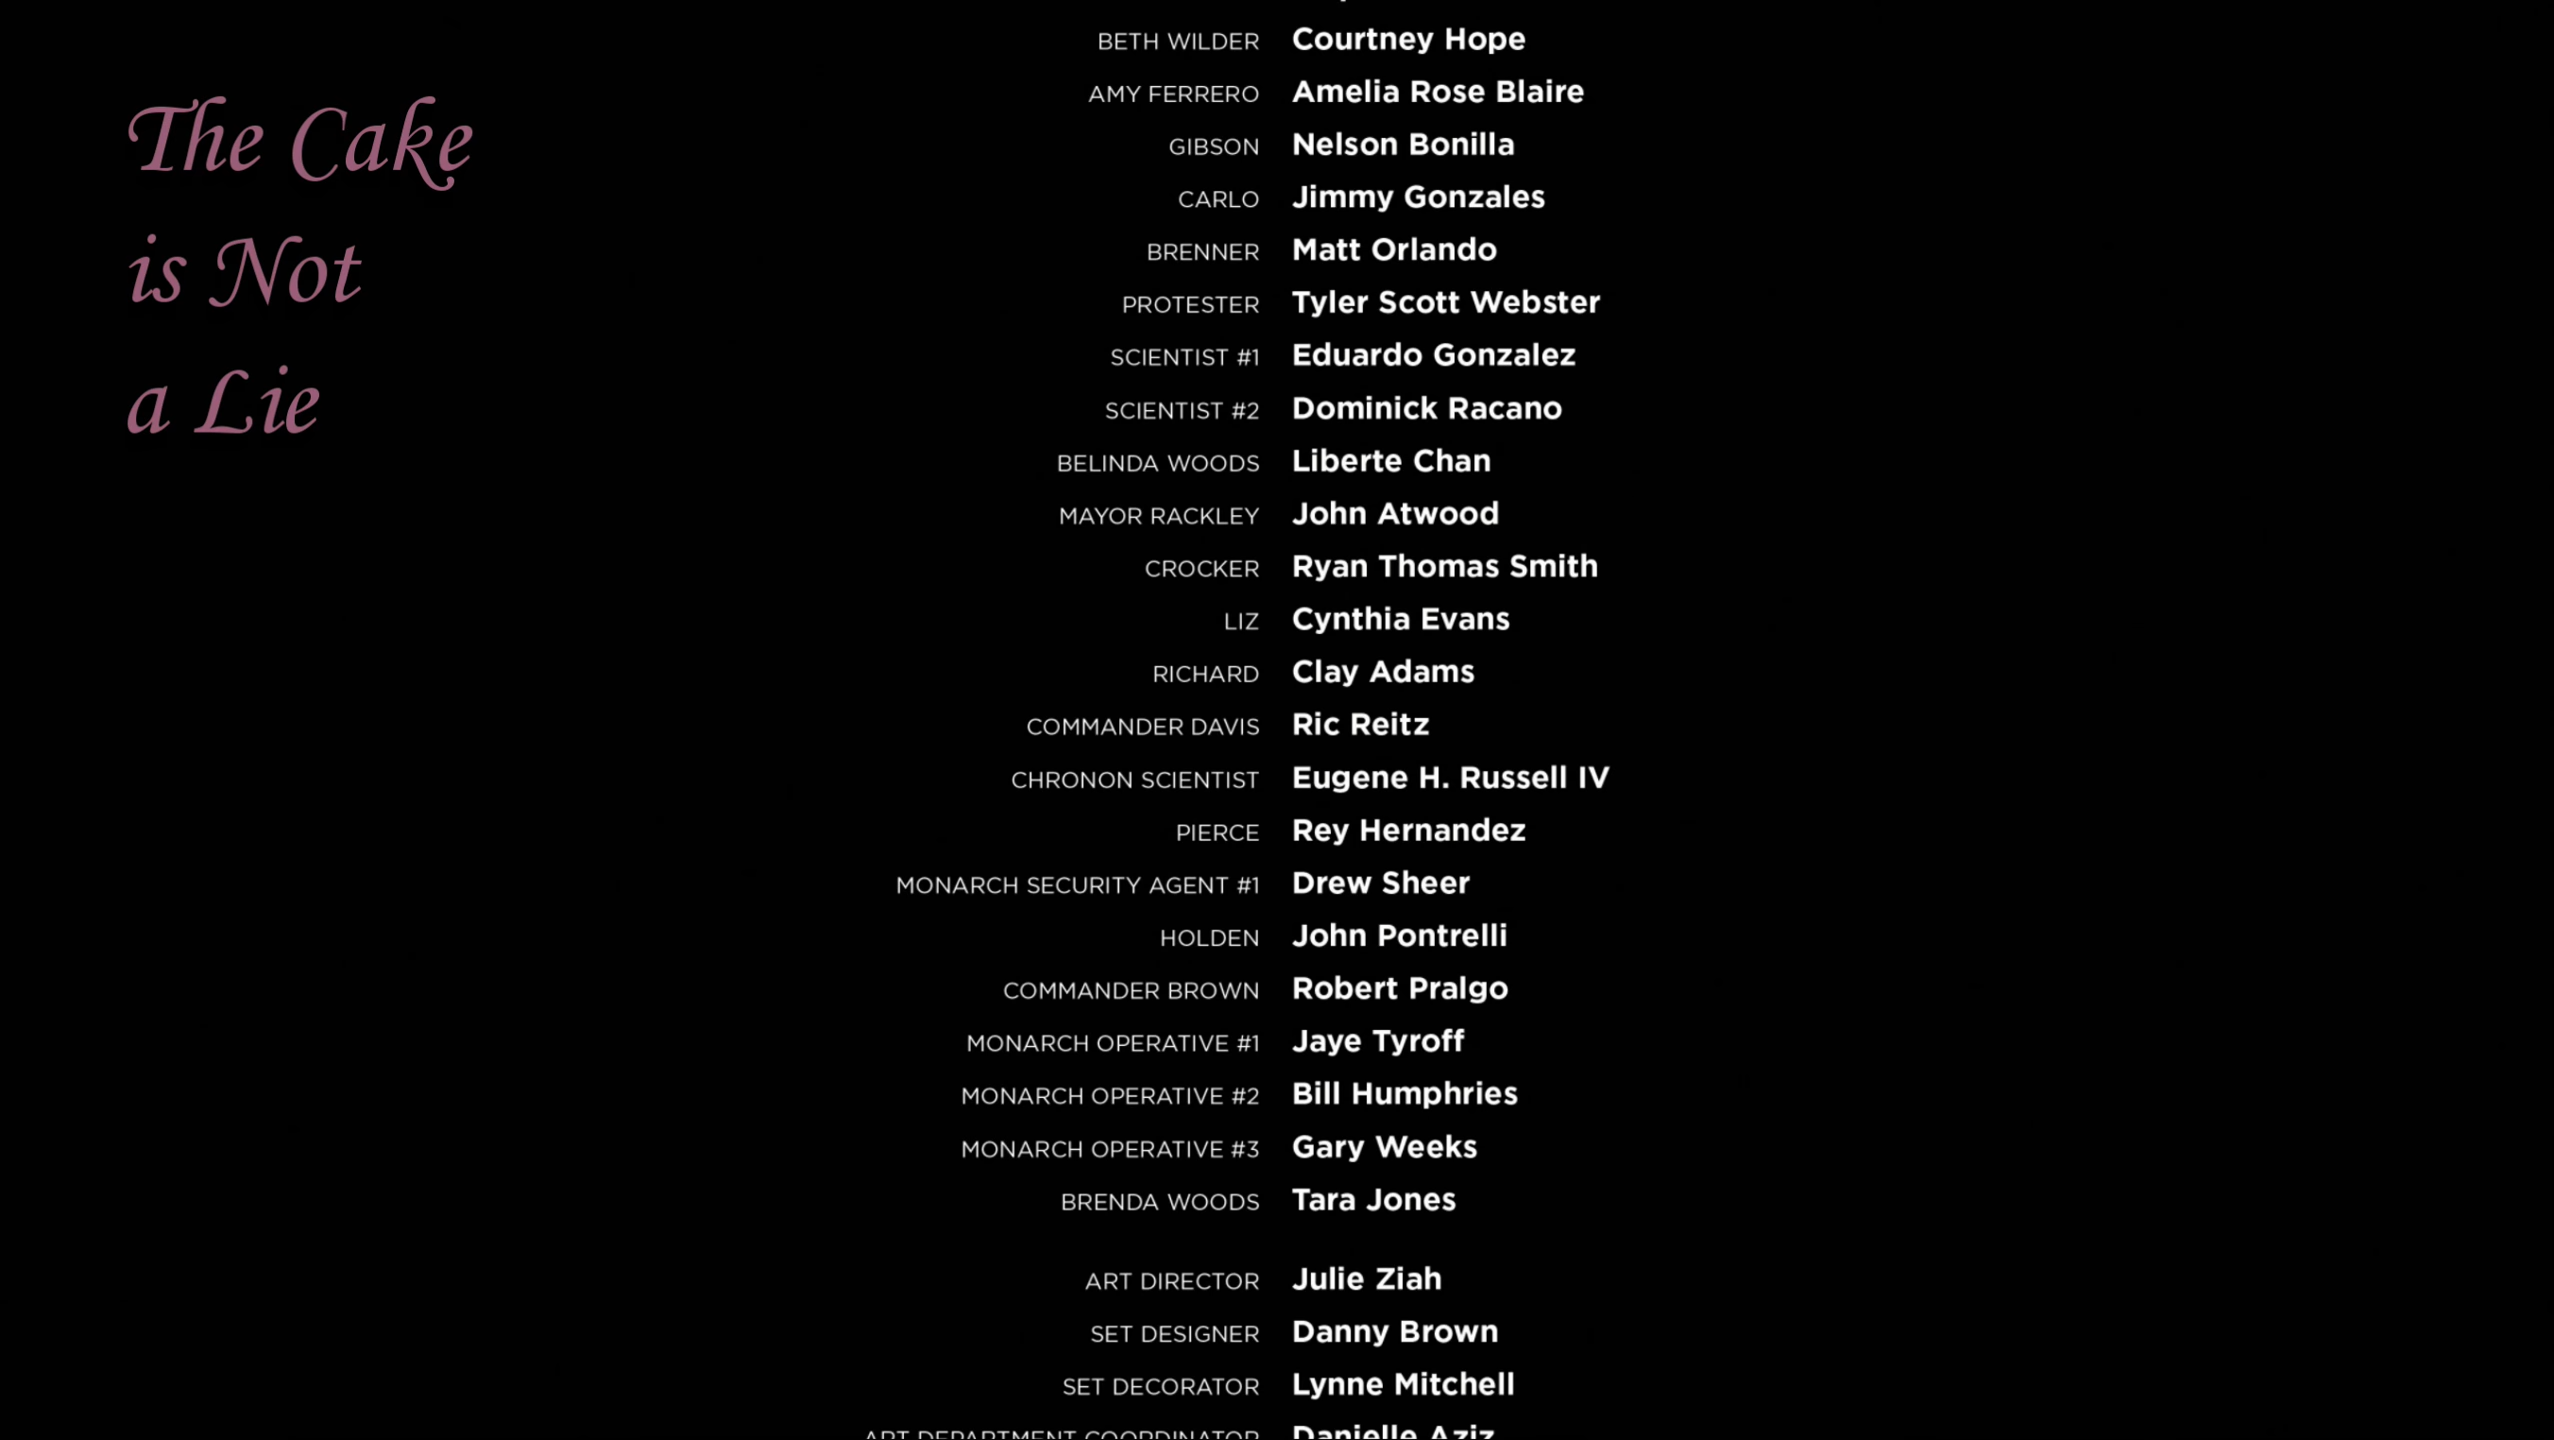 The Cake
is Not
a Lie
BETH WILDER Courtney Hope
AMY FERRERO Amelia Rose Blaire
GIBSON Nelson Bonilla
CARLO Jimmy Gonzales
BRENNER Matt Orlando
PROTESTER Tyler Scott Webster
SCIENTIST #1 Eduardo Gonzalez
SCIENTIST #2 Dominick Racano
BELINDA WOODS Liberte Chan
MAYOR RACKLEY John Atwood
CROCKER Ryan Thomas Smith
LIZ Cynthia Evans
RICHARD Clay Adams
COMMANDER DAVIS Ric Reitz
CHRONON SCIENTIST Eugene H. Russell IV
PIERCE Rey Hernandez
MONARCH SECURITY AGENT #1 Drew Sheer
HOLDEN John Pontrelli
COMMANDER BROWN Robert Pralgo
MONARCH OPERATIVE #1 Jaye Tyroff
MONARCH OPERATIVE #2 Bill Humphries
MONARCH OPERATIVE #3 Gary Weeks
BRENDA WOODS Tara Jones
ART DIRECTOR Julie Ziah
SET DESIGNER Danny Brown
SET DECORATOR Lynne Mitchell
ART DEPARTMENT COORDINATOR Danielle Aziz